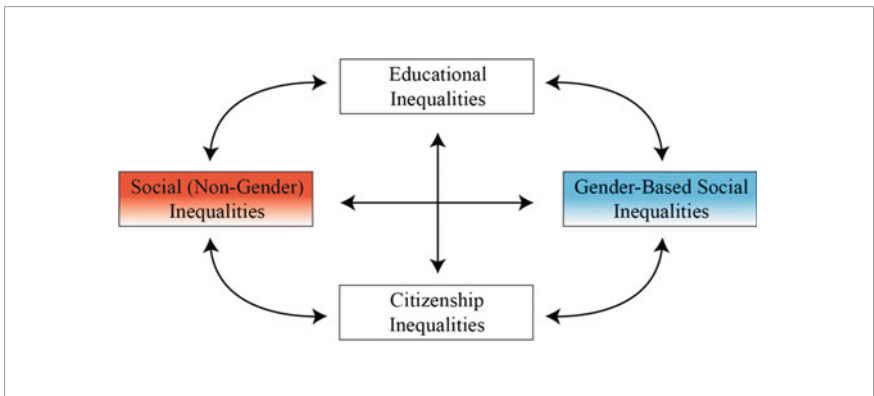 Educational
Inequalities
Social (Non-Gender)
Inequalities
Gender-Based Social
Inequalities
Citizenship
Inequalities